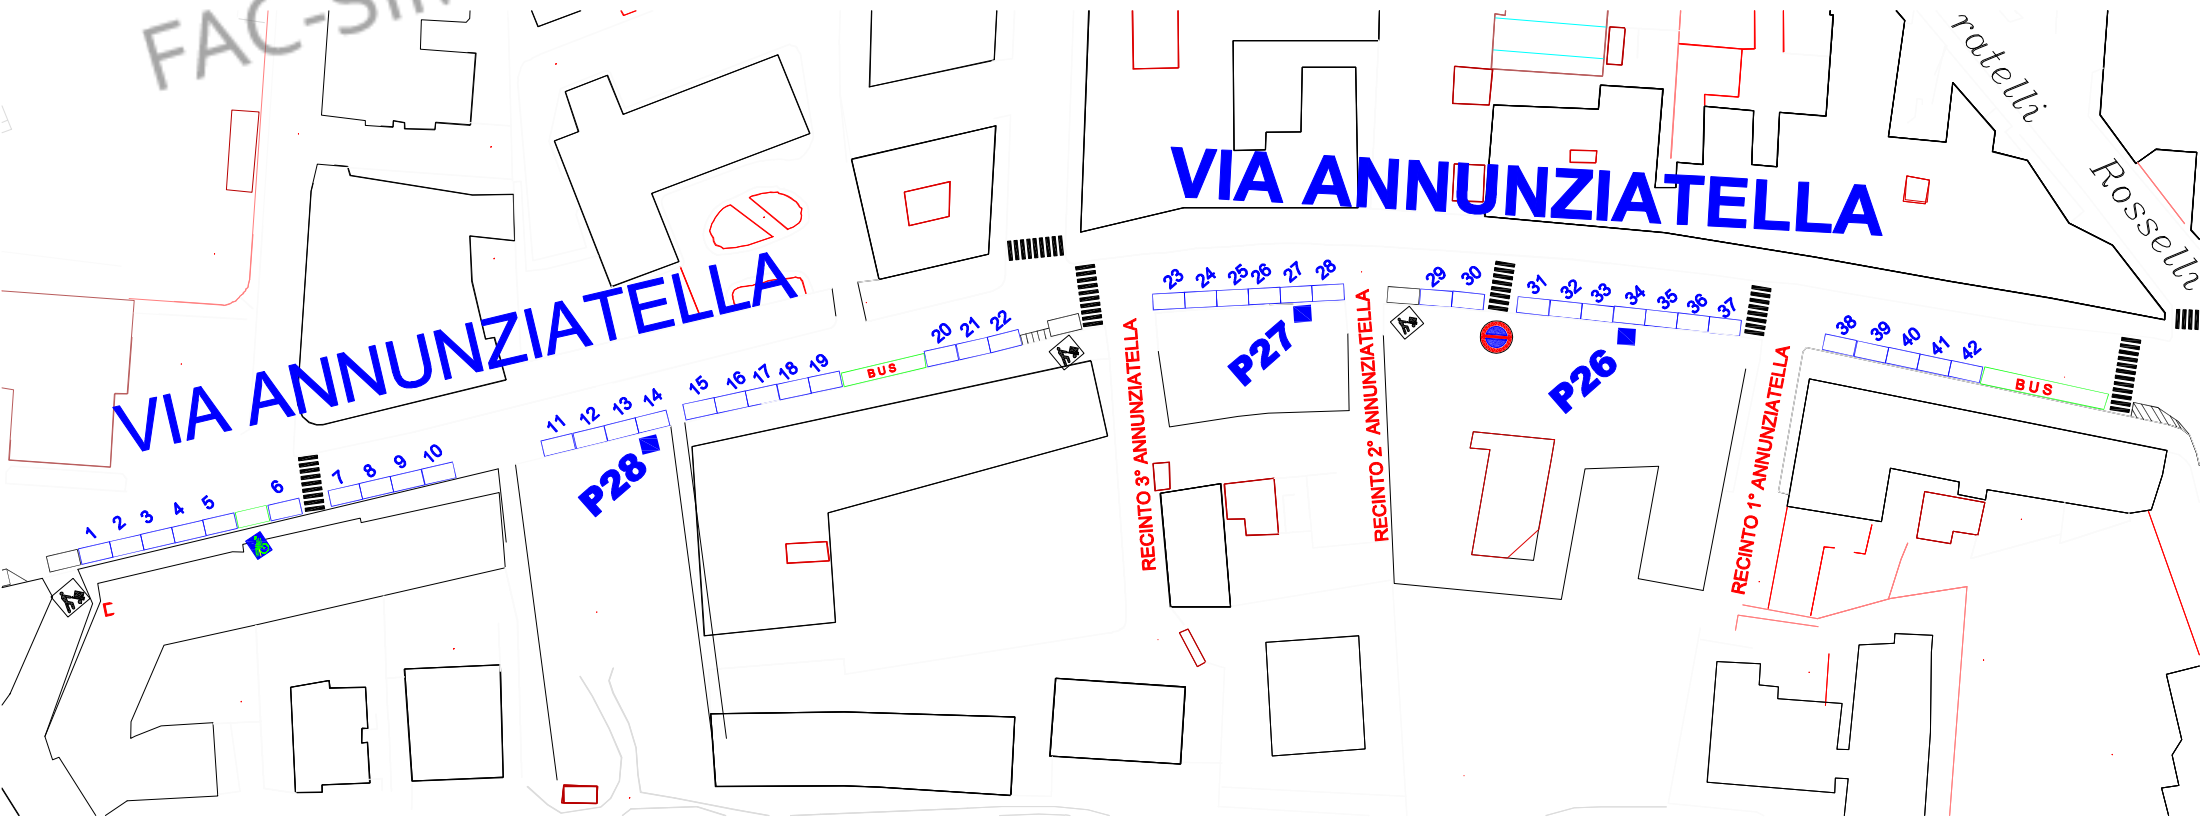 FAC-SIM
ratelli
Rosselli
VIA ANNUNZIATELLA
VIA ANNUNZIATELLA
1 2 3 4 5 6 7 8 9 10
11 12 13 14
15 16 17 18 19
BUS
20 21 22
23 24 25 26 27 28
29 30
31 32 33 34 35 36 37
38 39 40 41 42
BUS
P28
P27
P26
RECINTO 3° ANNUNZIATELLA
RECINTO 2° ANNUNZIATELLA
RECINTO 1° ANNUNZIATELLA